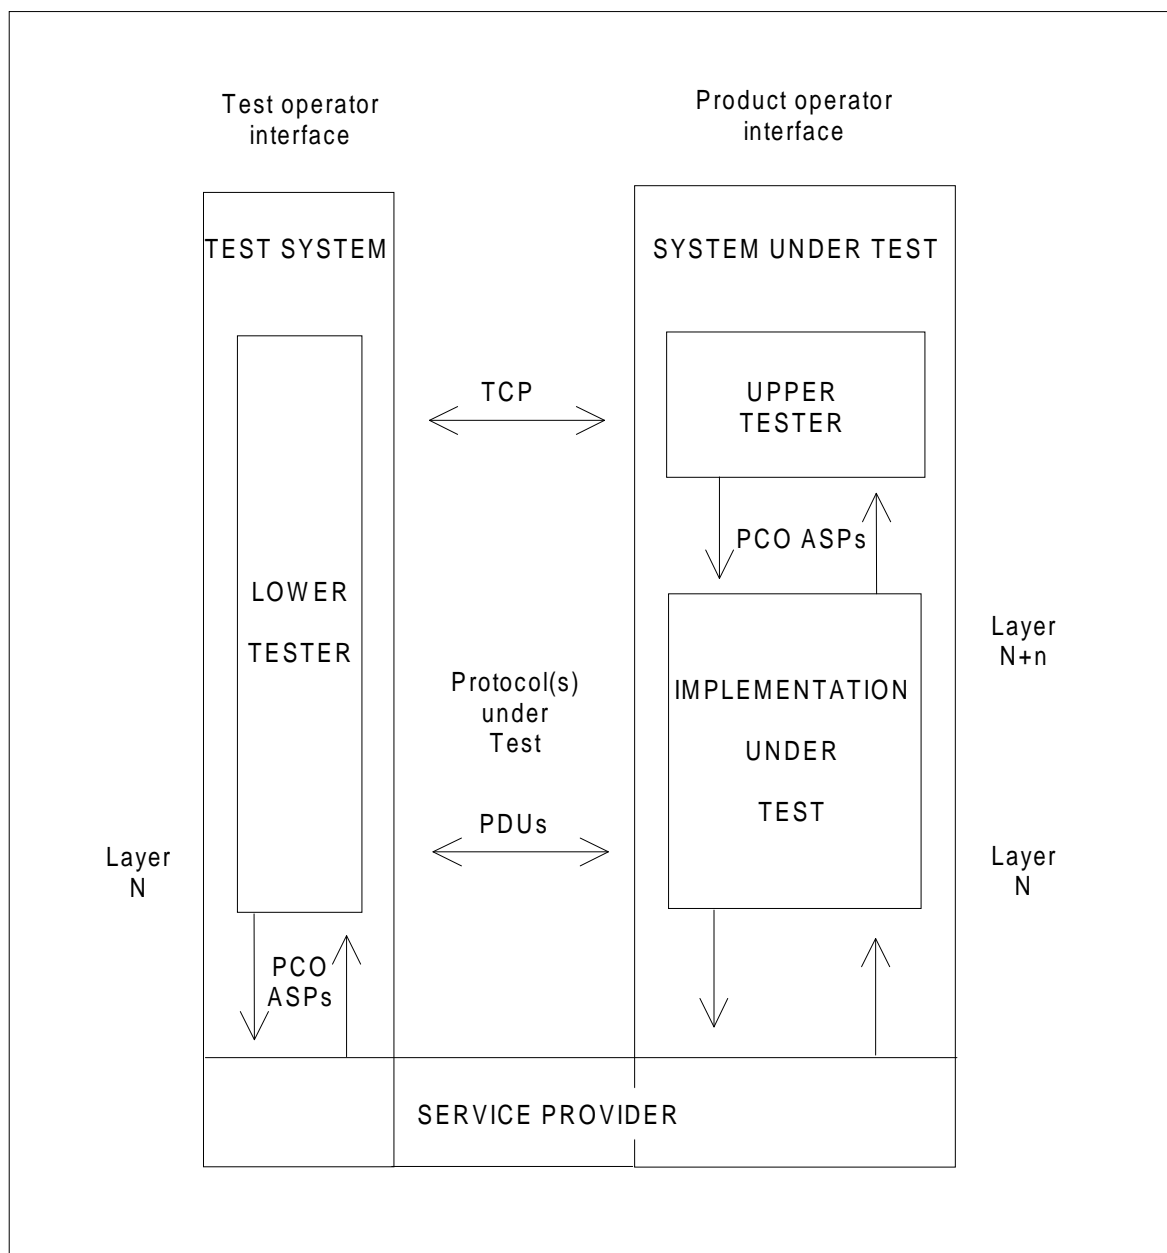 Test operator
interface
Product operator
interface
TEST SYSTEM
SYSTEM UNDER TEST
TCP
UPPER
TESTER
PCO ASPs
LOWER
TESTER
Layer
N+n
Protocol(s)
under
Test
IMPLEMENTATION
UNDER
TEST
PDUs
Layer
N
Layer
N
PCO
ASPs
SERVICE PROVIDER